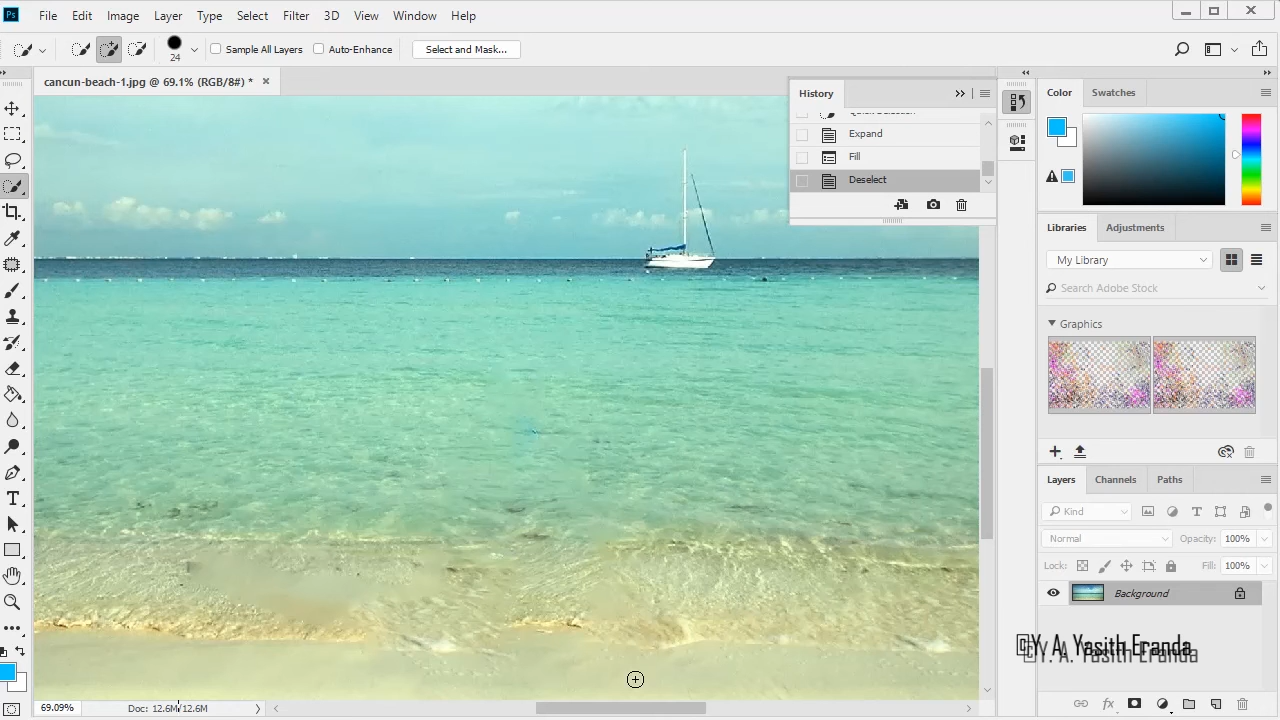 Ps File Edit Image Layer Type Select Filter 3D View Window Help
24 Sample All Layers Auto-Enhance Select and Mask...
cancun-beach-1.jpg @ 69.1% (RGB/8#) *
History
Expand
Fill
Deselect
Color Swatches
Libraries Adjustments
My Library
Search Adobe Stock
Graphics
Layers Channels Paths
Kind
Normal Opacity: 100%
Lock: Fill: 100%
Background
©Y. A. Yasith Eranda
69.09% Doc: 12.6M/12.6M